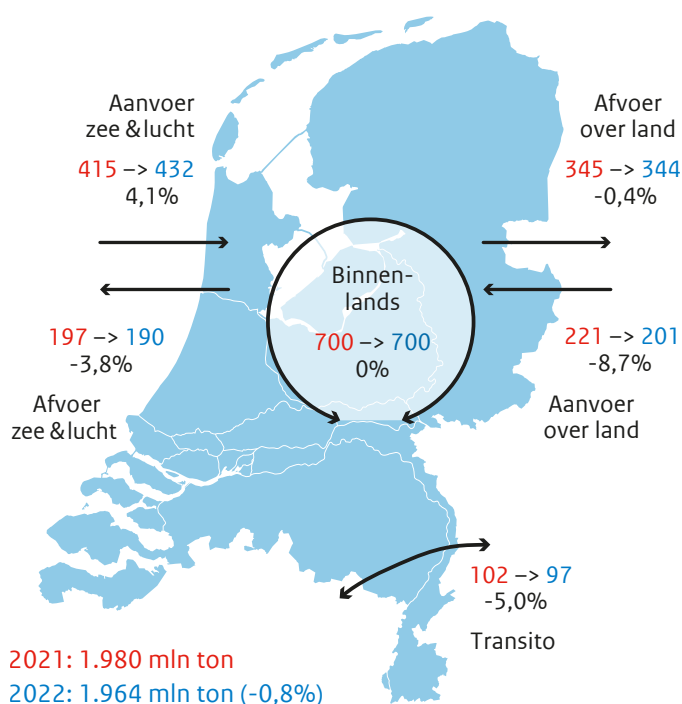 Aanvoer
zee & lucht
415 –> 432
4,1%
Afvoer
over land
345 –> 344
-0,4%
Binnen-
lands
700 –> 700
0%
197 –> 190
-3,8%
Afvoer
zee & lucht
221 –> 201
-8,7%
Aanvoer
over land
102 –> 97
-5,0%
Transito
2021: 1.980 mln ton
2022: 1.964 mln ton (-0,8%)